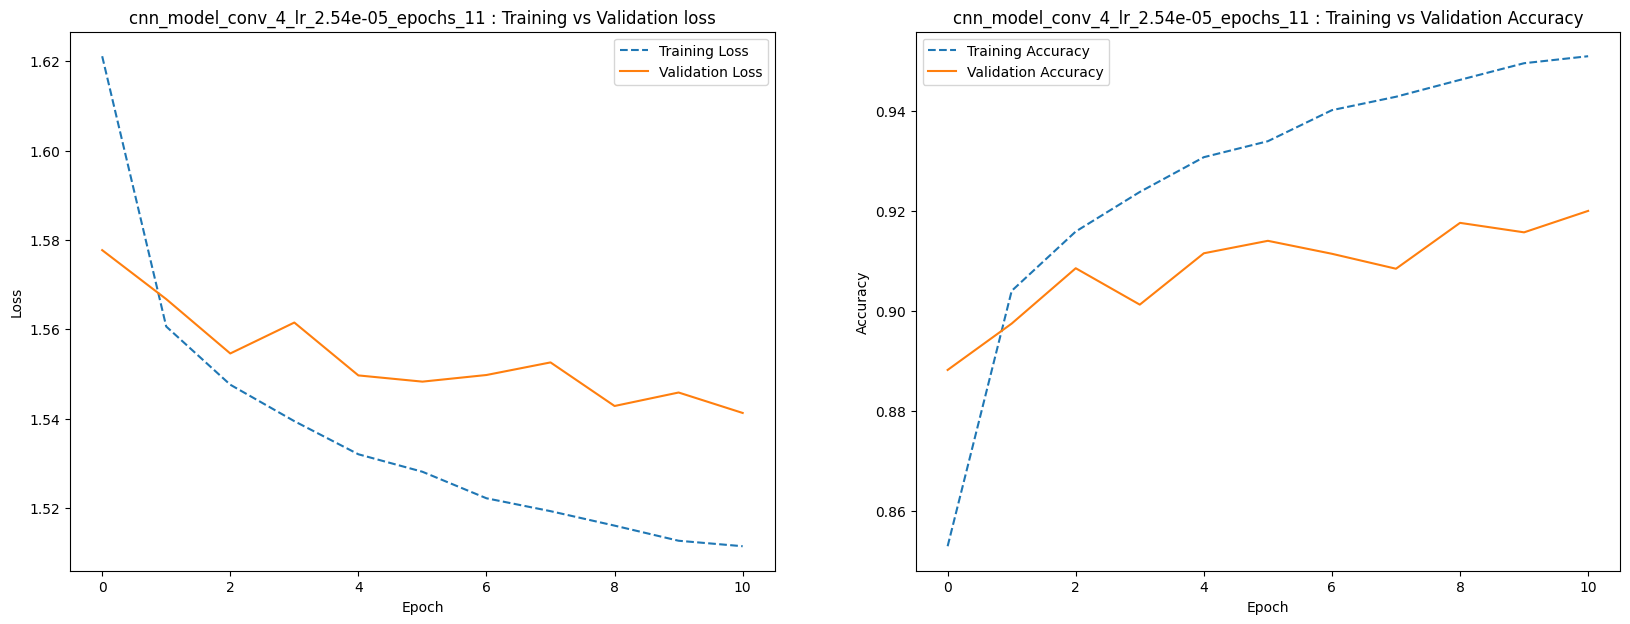 cnn_model_conv_4_lr_2.54e-05_epochs_11 : Training vs Validation loss
Training Loss
Validation Loss
1.62
1.60
1.58
1.56
1.54
1.52
Loss
0
2
4
6
8
10
Epoch
cnn_model_conv_4_lr_2.54e-05_epochs_11 : Training vs Validation Accuracy
Training Accuracy
Validation Accuracy
0.94
0.92
0.90
0.88
0.86
Accuracy
0
2
4
6
8
10
Epoch